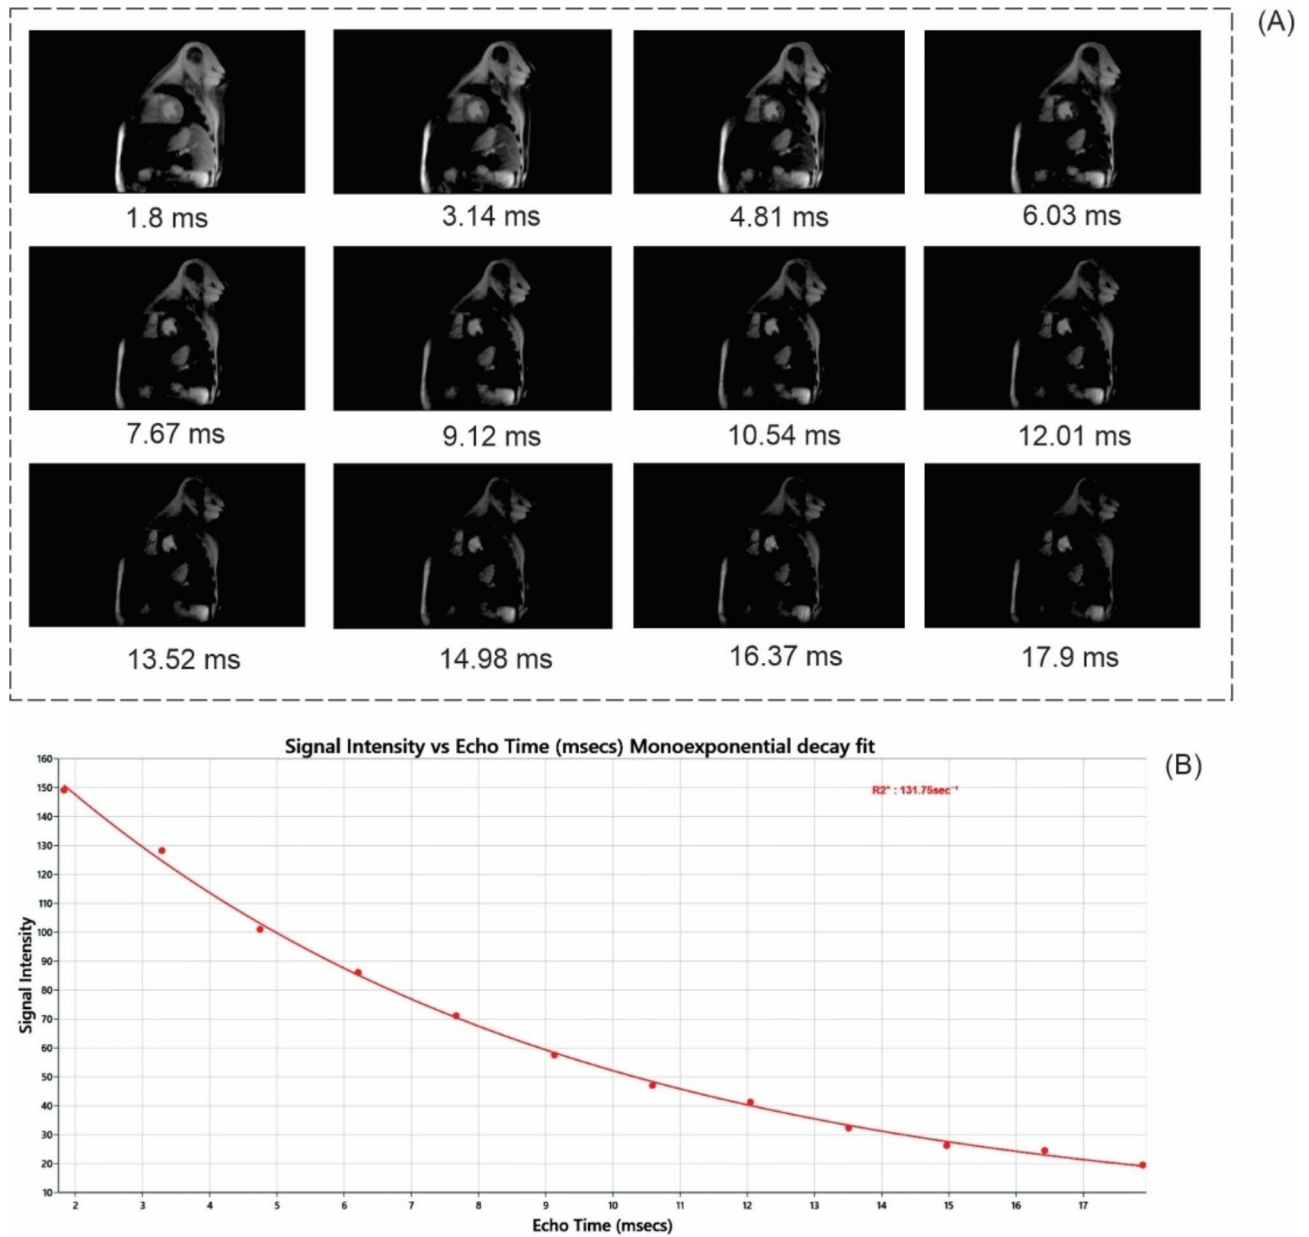 (A)
1.8 ms 3.14 ms 4.81 ms 6.03 ms
7.67 ms 9.12 ms 10.54 ms 12.01 ms
13.52 ms 14.98 ms 16.37 ms 17.9 ms
Signal Intensity vs Echo Time (msecs) Monoexponential decay fit
(B)
R2* : 131.75sec⁻¹
Signal Intensity
160
150
140
130
120
110
100
90
80
70
60
50
40
30
20
10
2 3 4 5 6 7 8 9 10 11 12 13 14 15 16 17
Echo Time (msecs)